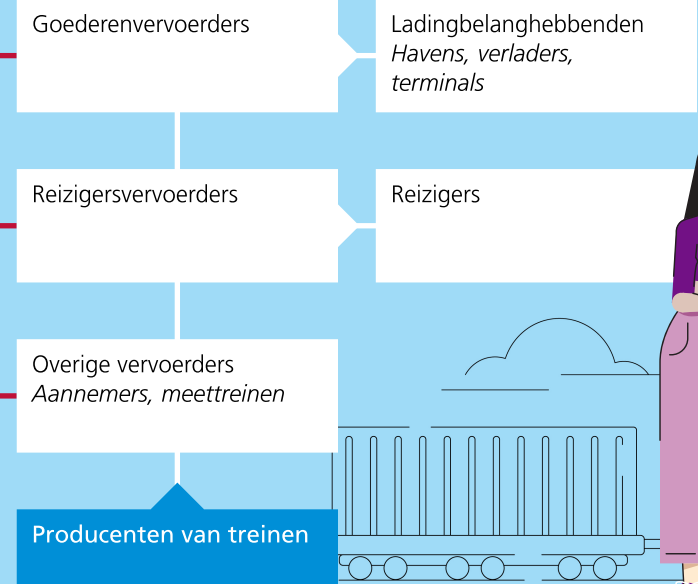 Goederenvervoerders
Ladingbelanghebbenden
Havens, verladers,
terminals
Reizigersvervoerders
Reizigers
Overige vervoerders
Aannemers, meettreinen
Producenten van treinen